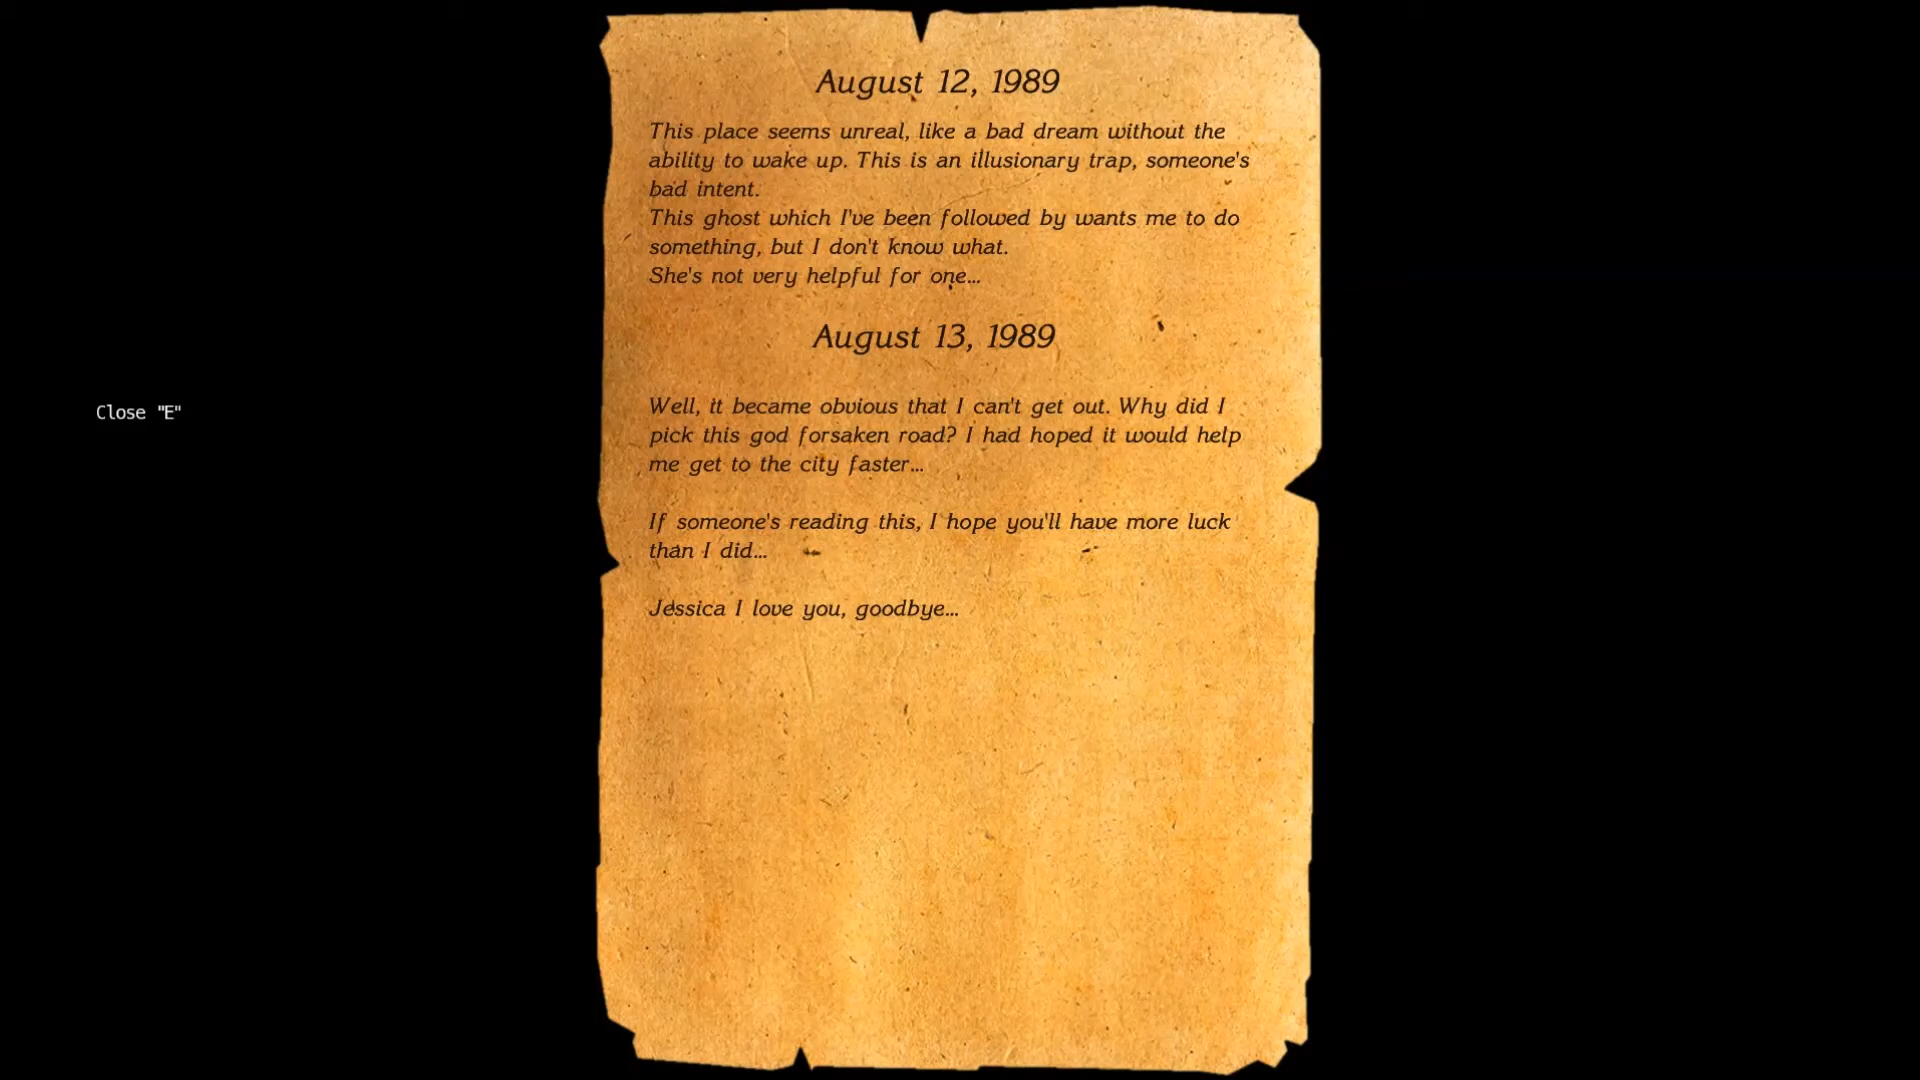 August 12, 1989
This place seems unreal, like a bad dream without the
ability to wake up. This is an illusionary trap, someone's
bad intent.
This ghost which I've been followed by wants me to do
something, but I don't know what.
She's not very helpful for one...
August 13, 1989
Close "E"
Well, it became obvious that I can't get out. Why did I
pick this god forsaken road? I had hoped it would help
me get to the city faster...
If someone's reading this, I hope you'll have more luck
than I did...
Jessica I love you, goodbye...